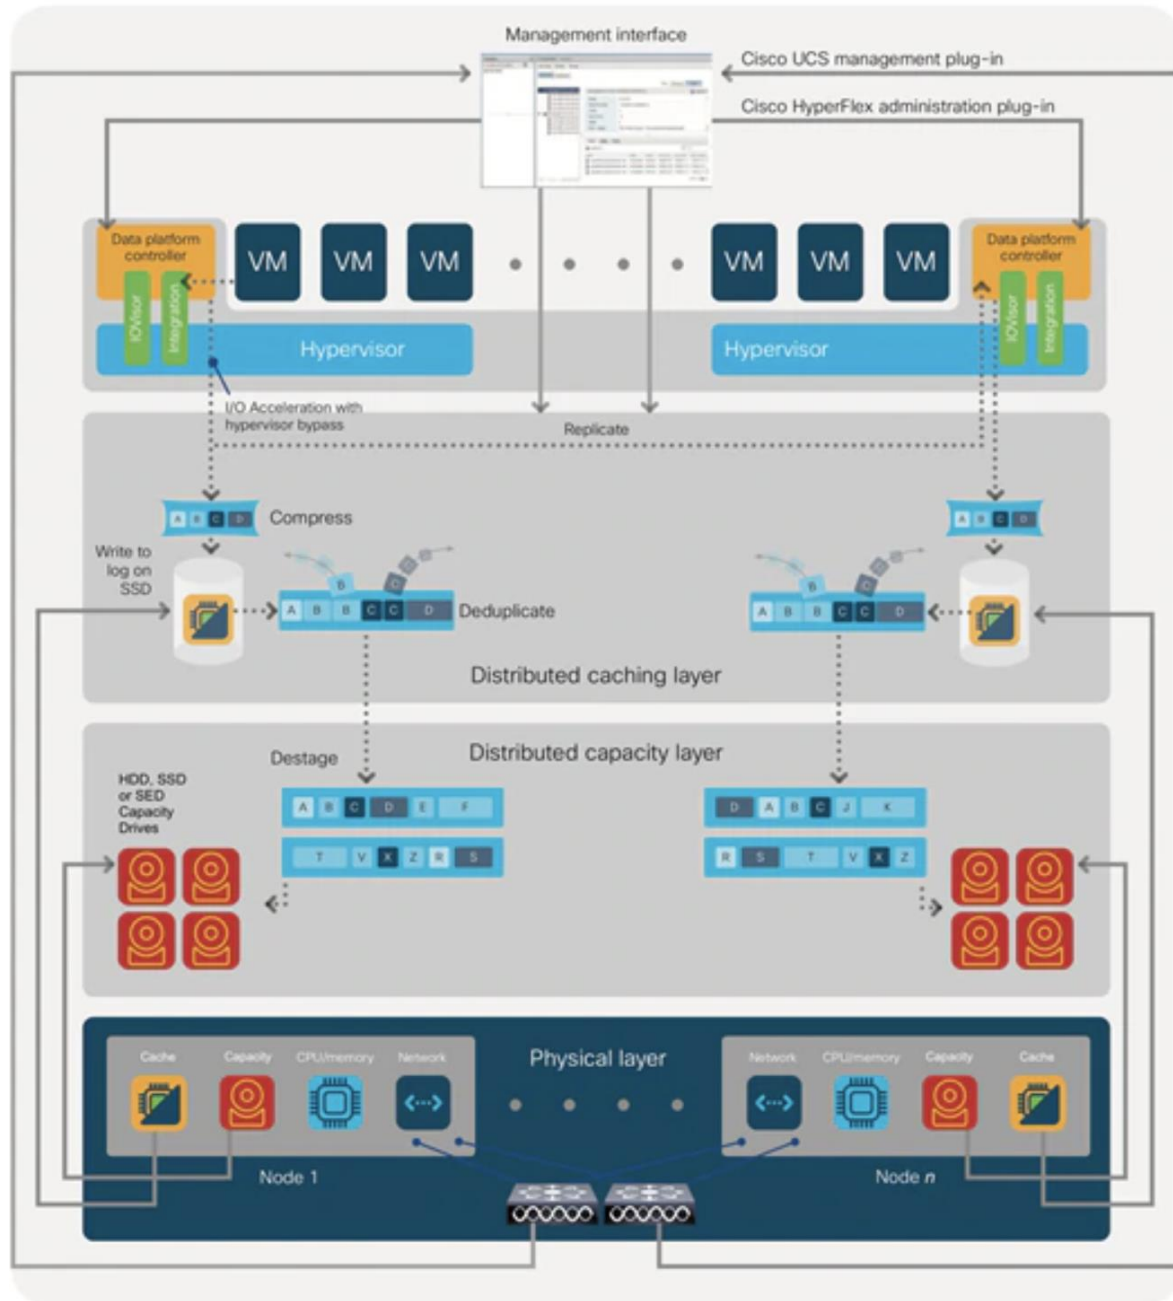 Management interface
Cisco UCS management plug-in
Cisco HyperFlex administration plug-in
Data platform
controller
VM
VM
VM
VM
VM
VM
Data platform
controller
IOVisor
Integration
IOVisor
Integration
Hypervisor
Hypervisor
I/O Acceleration with
hypervisor bypass
Replicate
A B C D
Compress
A B C D
Write to
log on
SSD
B
C
C
B
C
C
A B B C C D
Deduplicate
A B B C C D
Distributed caching layer
Distributed capacity layer
Destage
HDD, SSD
or SED
Capacity
Drives
A B C D E F
D A B C J K
T V X Z R S
R S T V X Z
Cache Capacity CPU/memory Network
Physical layer
Network CPU/memory Capacity Cache
Node 1
Node n